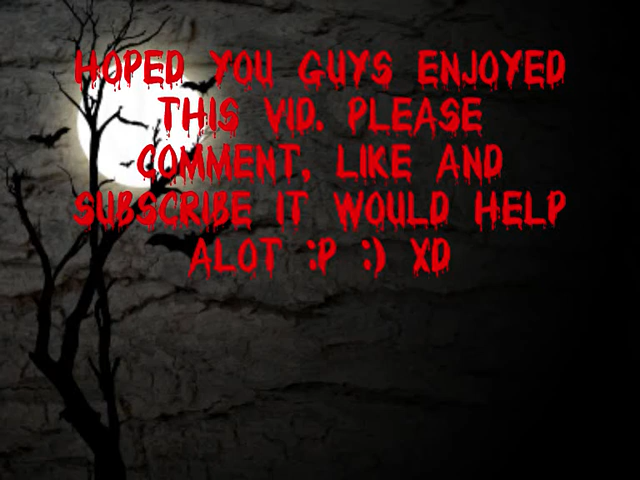 HOPED YOU GUYS ENJOYED
THIS VID. PLEASE
COMMENT, LIKE AND
SUBSCRIBE IT WOULD HELP
ALOT :P :) XD